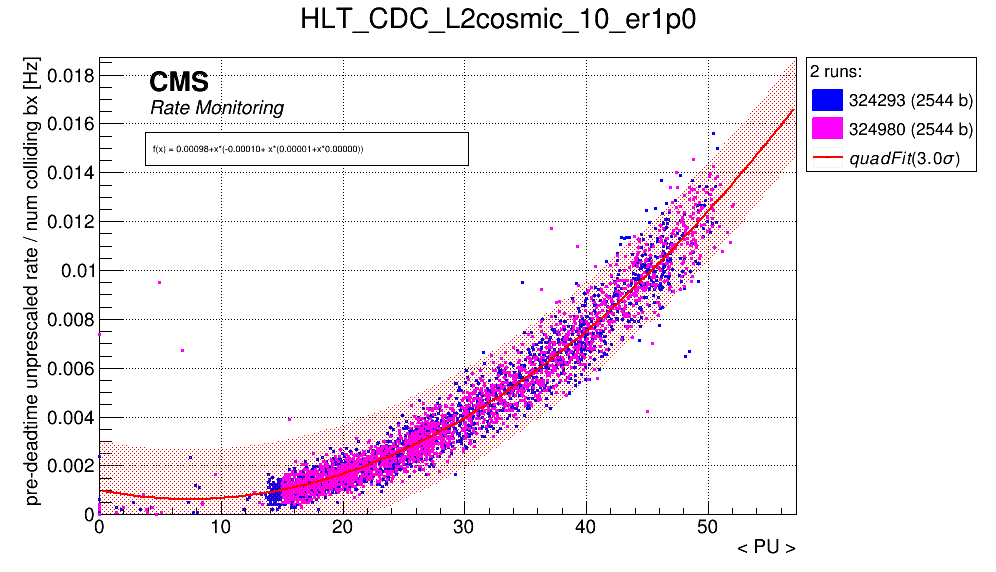 HLT_CDC_L2cosmic_10_er1p0
pre-deadtime unprescaled rate / num colliding bx [Hz]
0.018
0.016
0.014
0.012
0.01
0.008
0.006
0.004
0.002
0
CMS
Rate Monitoring
f(x) = 0.00098+x*(-0.00010+ x*(0.00001+x*0.00000))
2 runs:
324293 (2544 b)
324980 (2544 b)
quadFit(3.0σ)
0 10 20 30 40 50
< PU >